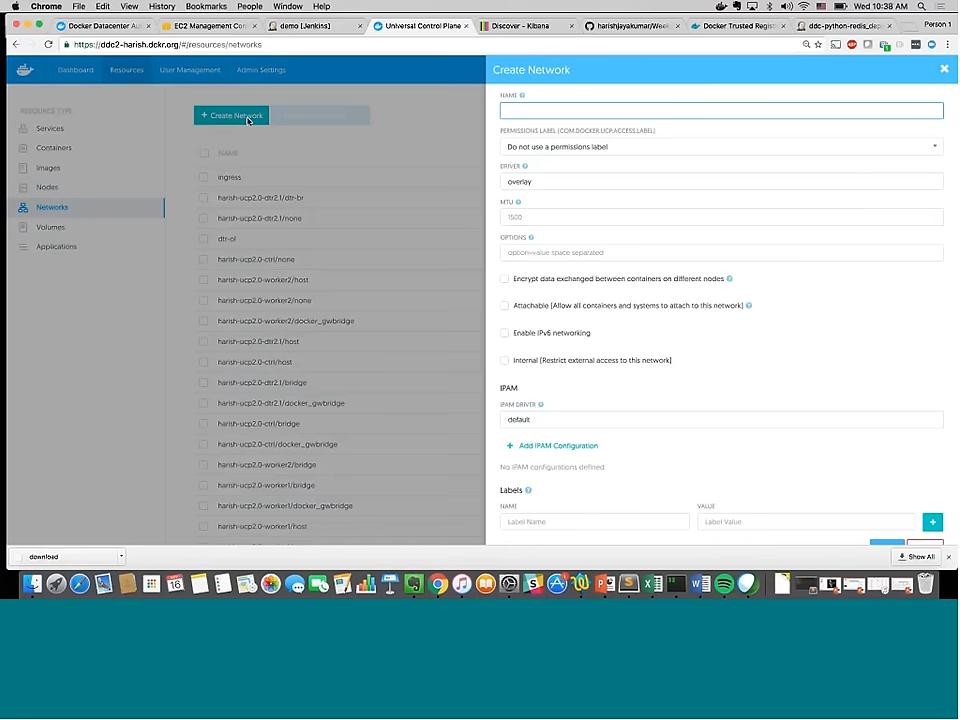 Chrome File Edit View History Bookmarks People Window Help Wed 10:38 AM
Docker Datacenter Au EC2 Management Con demo [Jenkins] Universal Control Plane Discover - Kibana harishjayakumar/Wee Docker Trusted Regist ddc-python-redis_dep Person 1
https://ddc2-harish.dckr.org/#/resources/networks
Dashboard Resources User Management Admin Settings
Create Network
RESOURCE TYPE
Services
Containers
Images
Nodes
Networks
Volumes
Applications
+ Create Network
NAME
ingress
harish-ucp2.0-dtr2.1/dtr-br
harish-ucp2.0-dtr2.1/none
dtr-ol
harish-ucp2.0-ctrl/none
harish-ucp2.0-worker2/host
harish-ucp2.0-worker2/none
harish-ucp2.0-worker2/docker_gwbridge
harish-ucp2.0-dtr2.1/host
harish-ucp2.0-ctrl/host
harish-ucp2.0-dtr2.1/bridge
harish-ucp2.0-dtr2.1/docker_gwbridge
harish-ucp2.0-ctrl/bridge
harish-ucp2.0-ctrl/docker_gwbridge
harish-ucp2.0-worker2/bridge
harish-ucp2.0-worker1/bridge
harish-ucp2.0-worker1/docker_gwbridge
harish-ucp2.0-worker1/host
NAME
PERMISSIONS LABEL (COM.DOCKER.UCP.ACCESS.LABEL)
Do not use a permissions label
DRIVER
overlay
MTU
1500
OPTIONS
option=value space separated
Encrypt data exchanged between containers on different nodes
Attachable [Allow all containers and systems to attach to this network]
Enable IPv6 networking
Internal [Restrict external access to this network]
IPAM
IPAM DRIVER
default
+ Add IPAM Configuration
No IPAM configurations defined
Labels
NAME VALUE
Label Name Label Value +
download
Show All
16